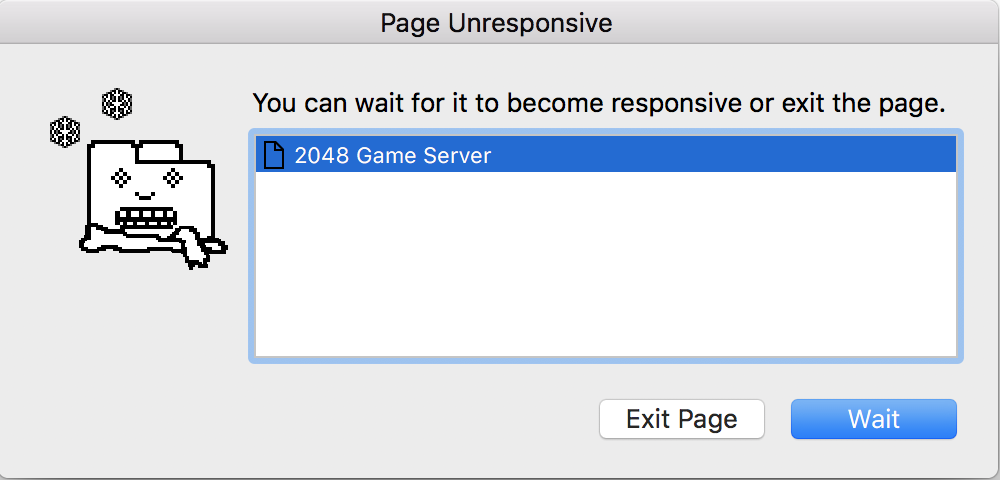 Page Unresponsive
You can wait for it to become responsive or exit the page.
2048 Game Server
Exit Page
Wait